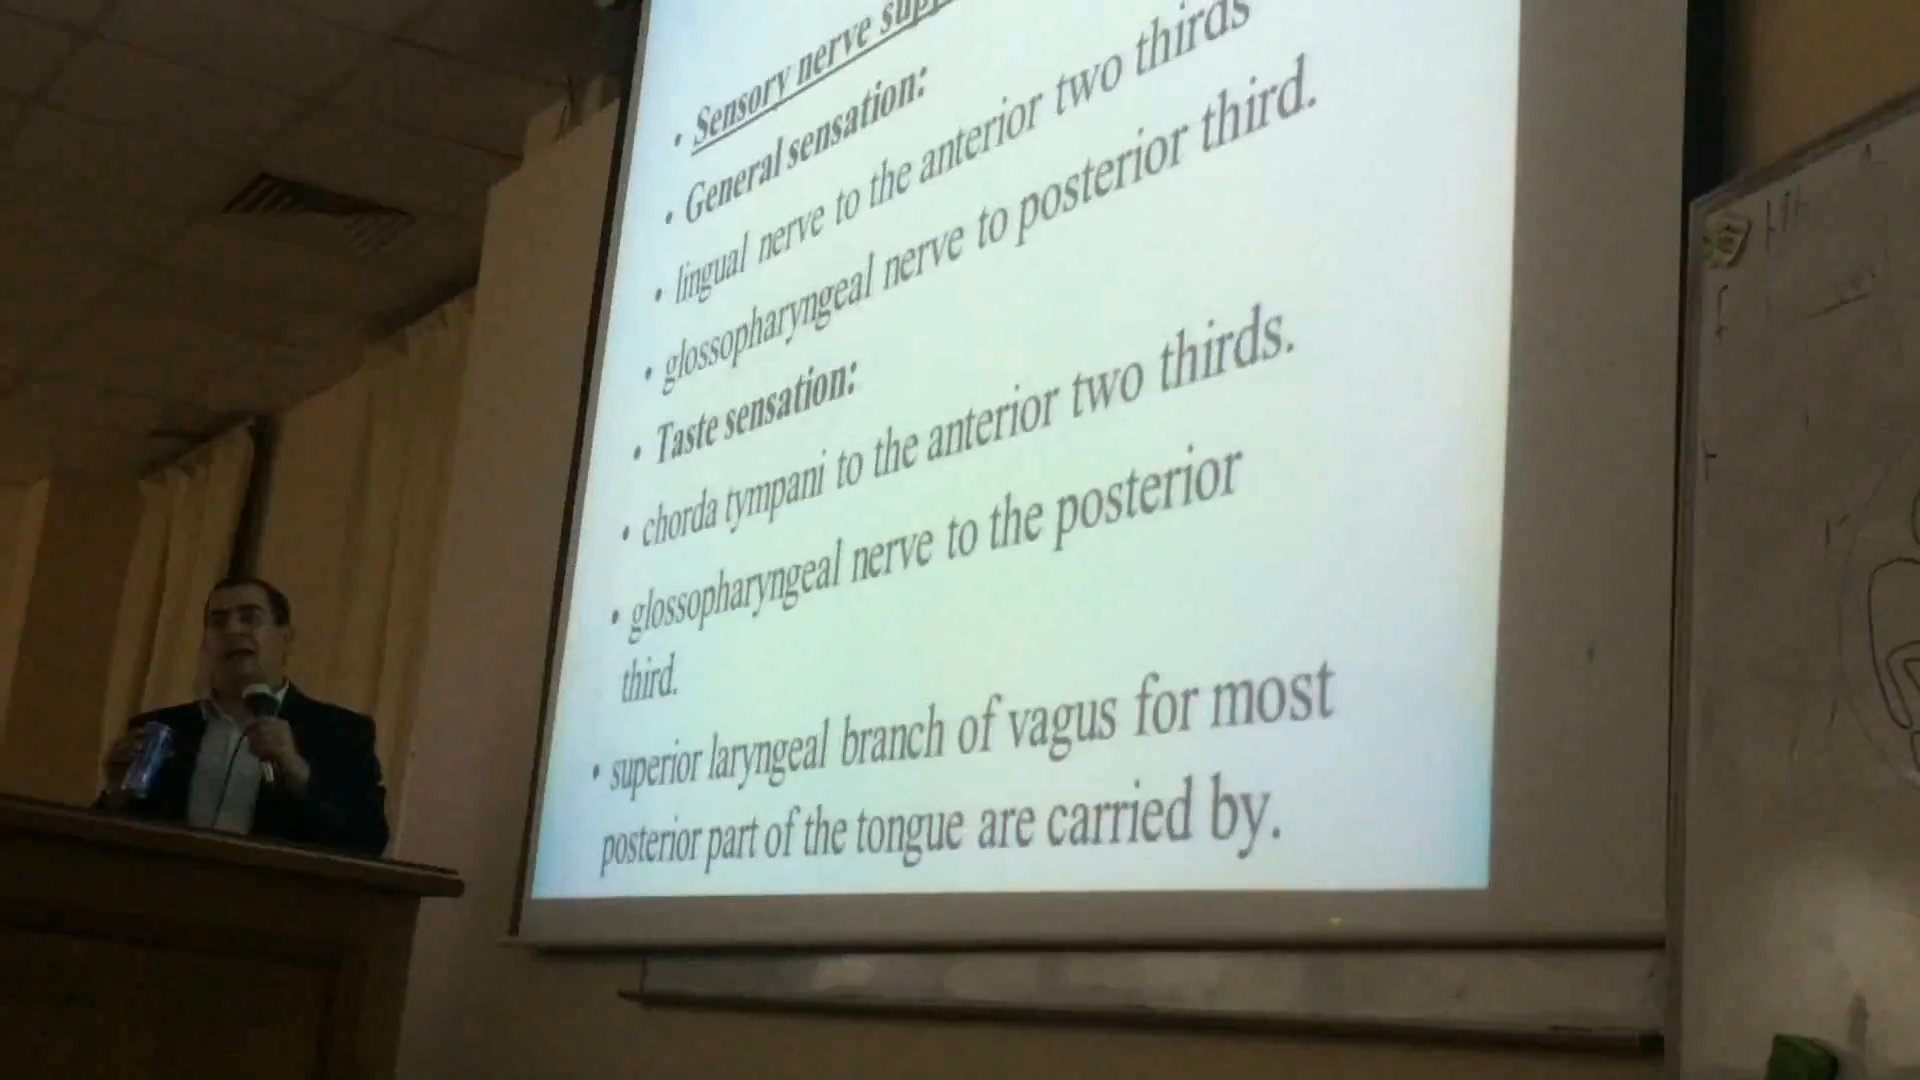 • Sensory nerve
• General sensation:
• lingual nerve to the anterior two thirds
• glossopharyngeal nerve to posterior third.
• Taste sensation:
• chorda tympani to the anterior two thirds.
• glossopharyngeal nerve to the posterior
third.
• superior laryngeal branch of vagus for most
posterior part of the tongue are carried by.